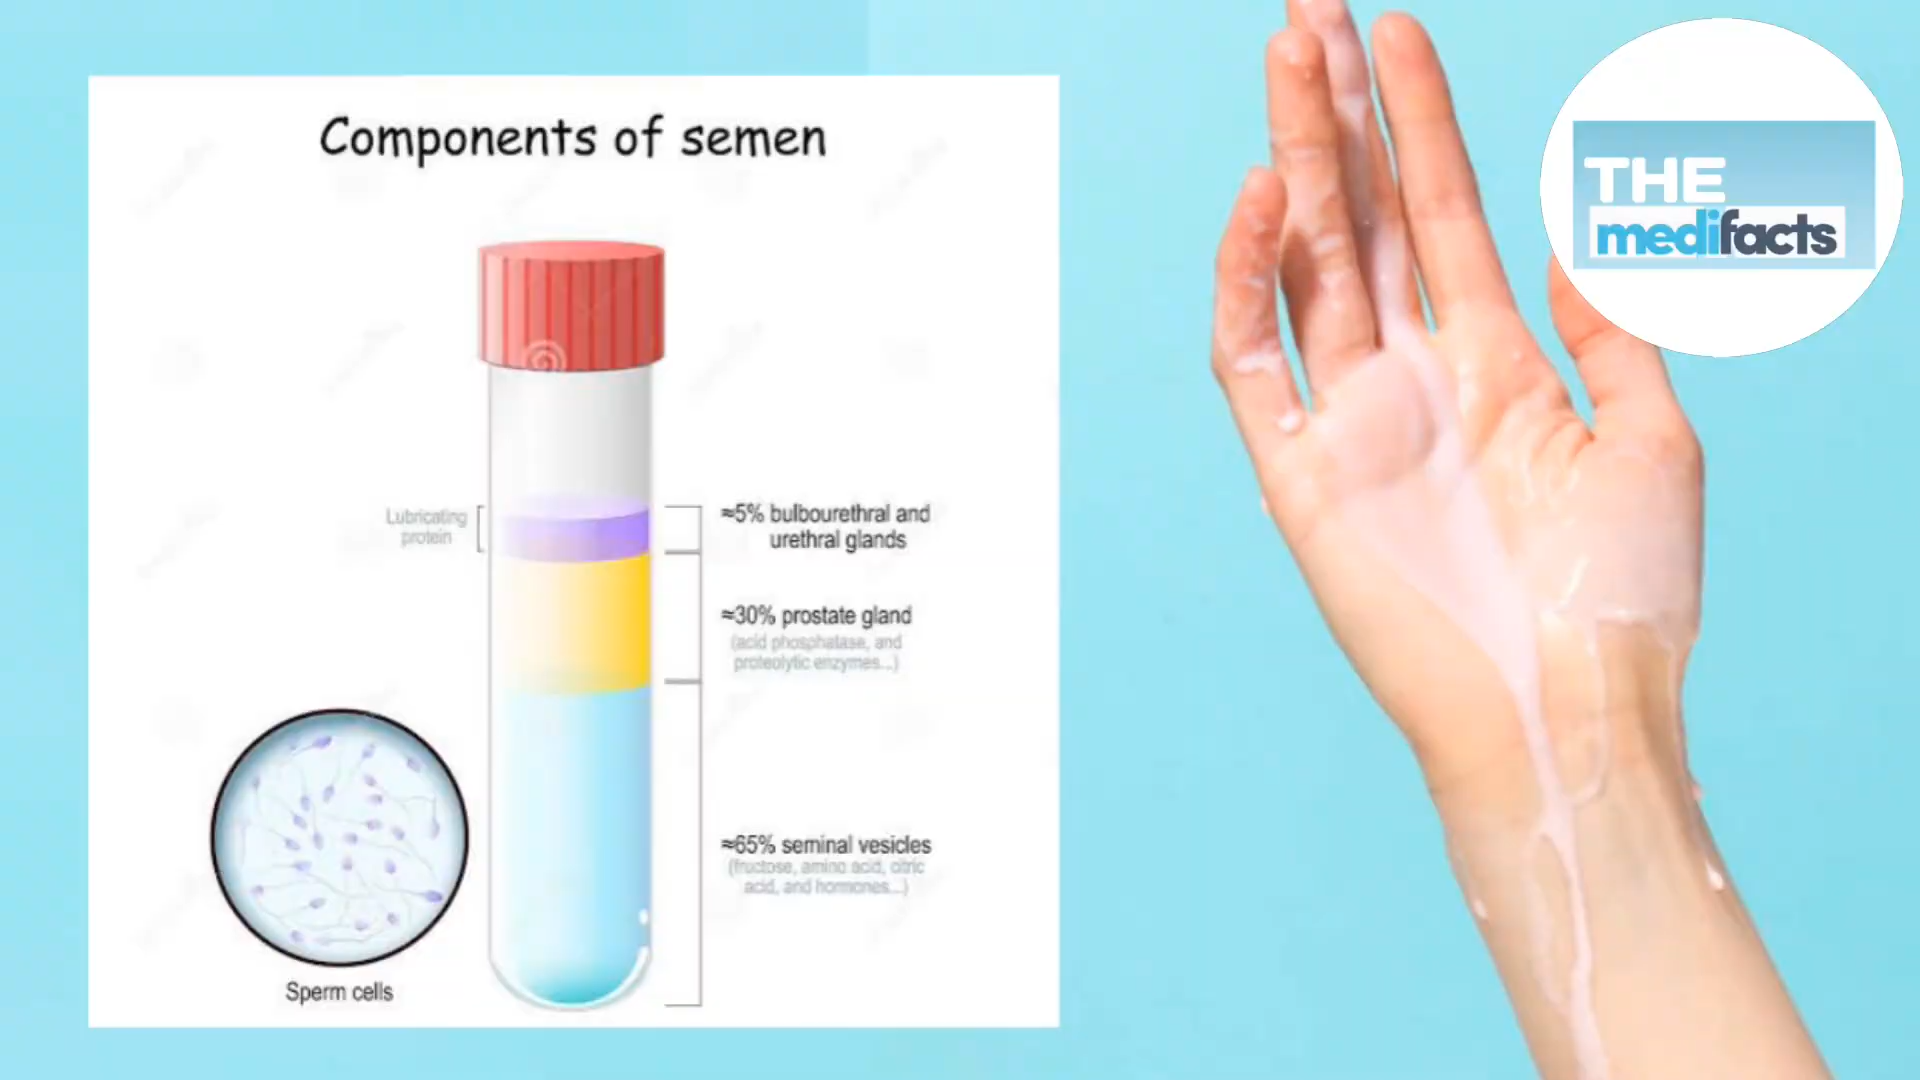 Components of semen
THE
medifacts
Lubricating
protein
≈5% bulbourethral and
urethral glands
≈30% prostate gland
(acid phosphatase, and
proteolytic enzymes...)
≈65% seminal vesicles
(fructose, amino acid, citric
acid, and hormones...)
Sperm cells